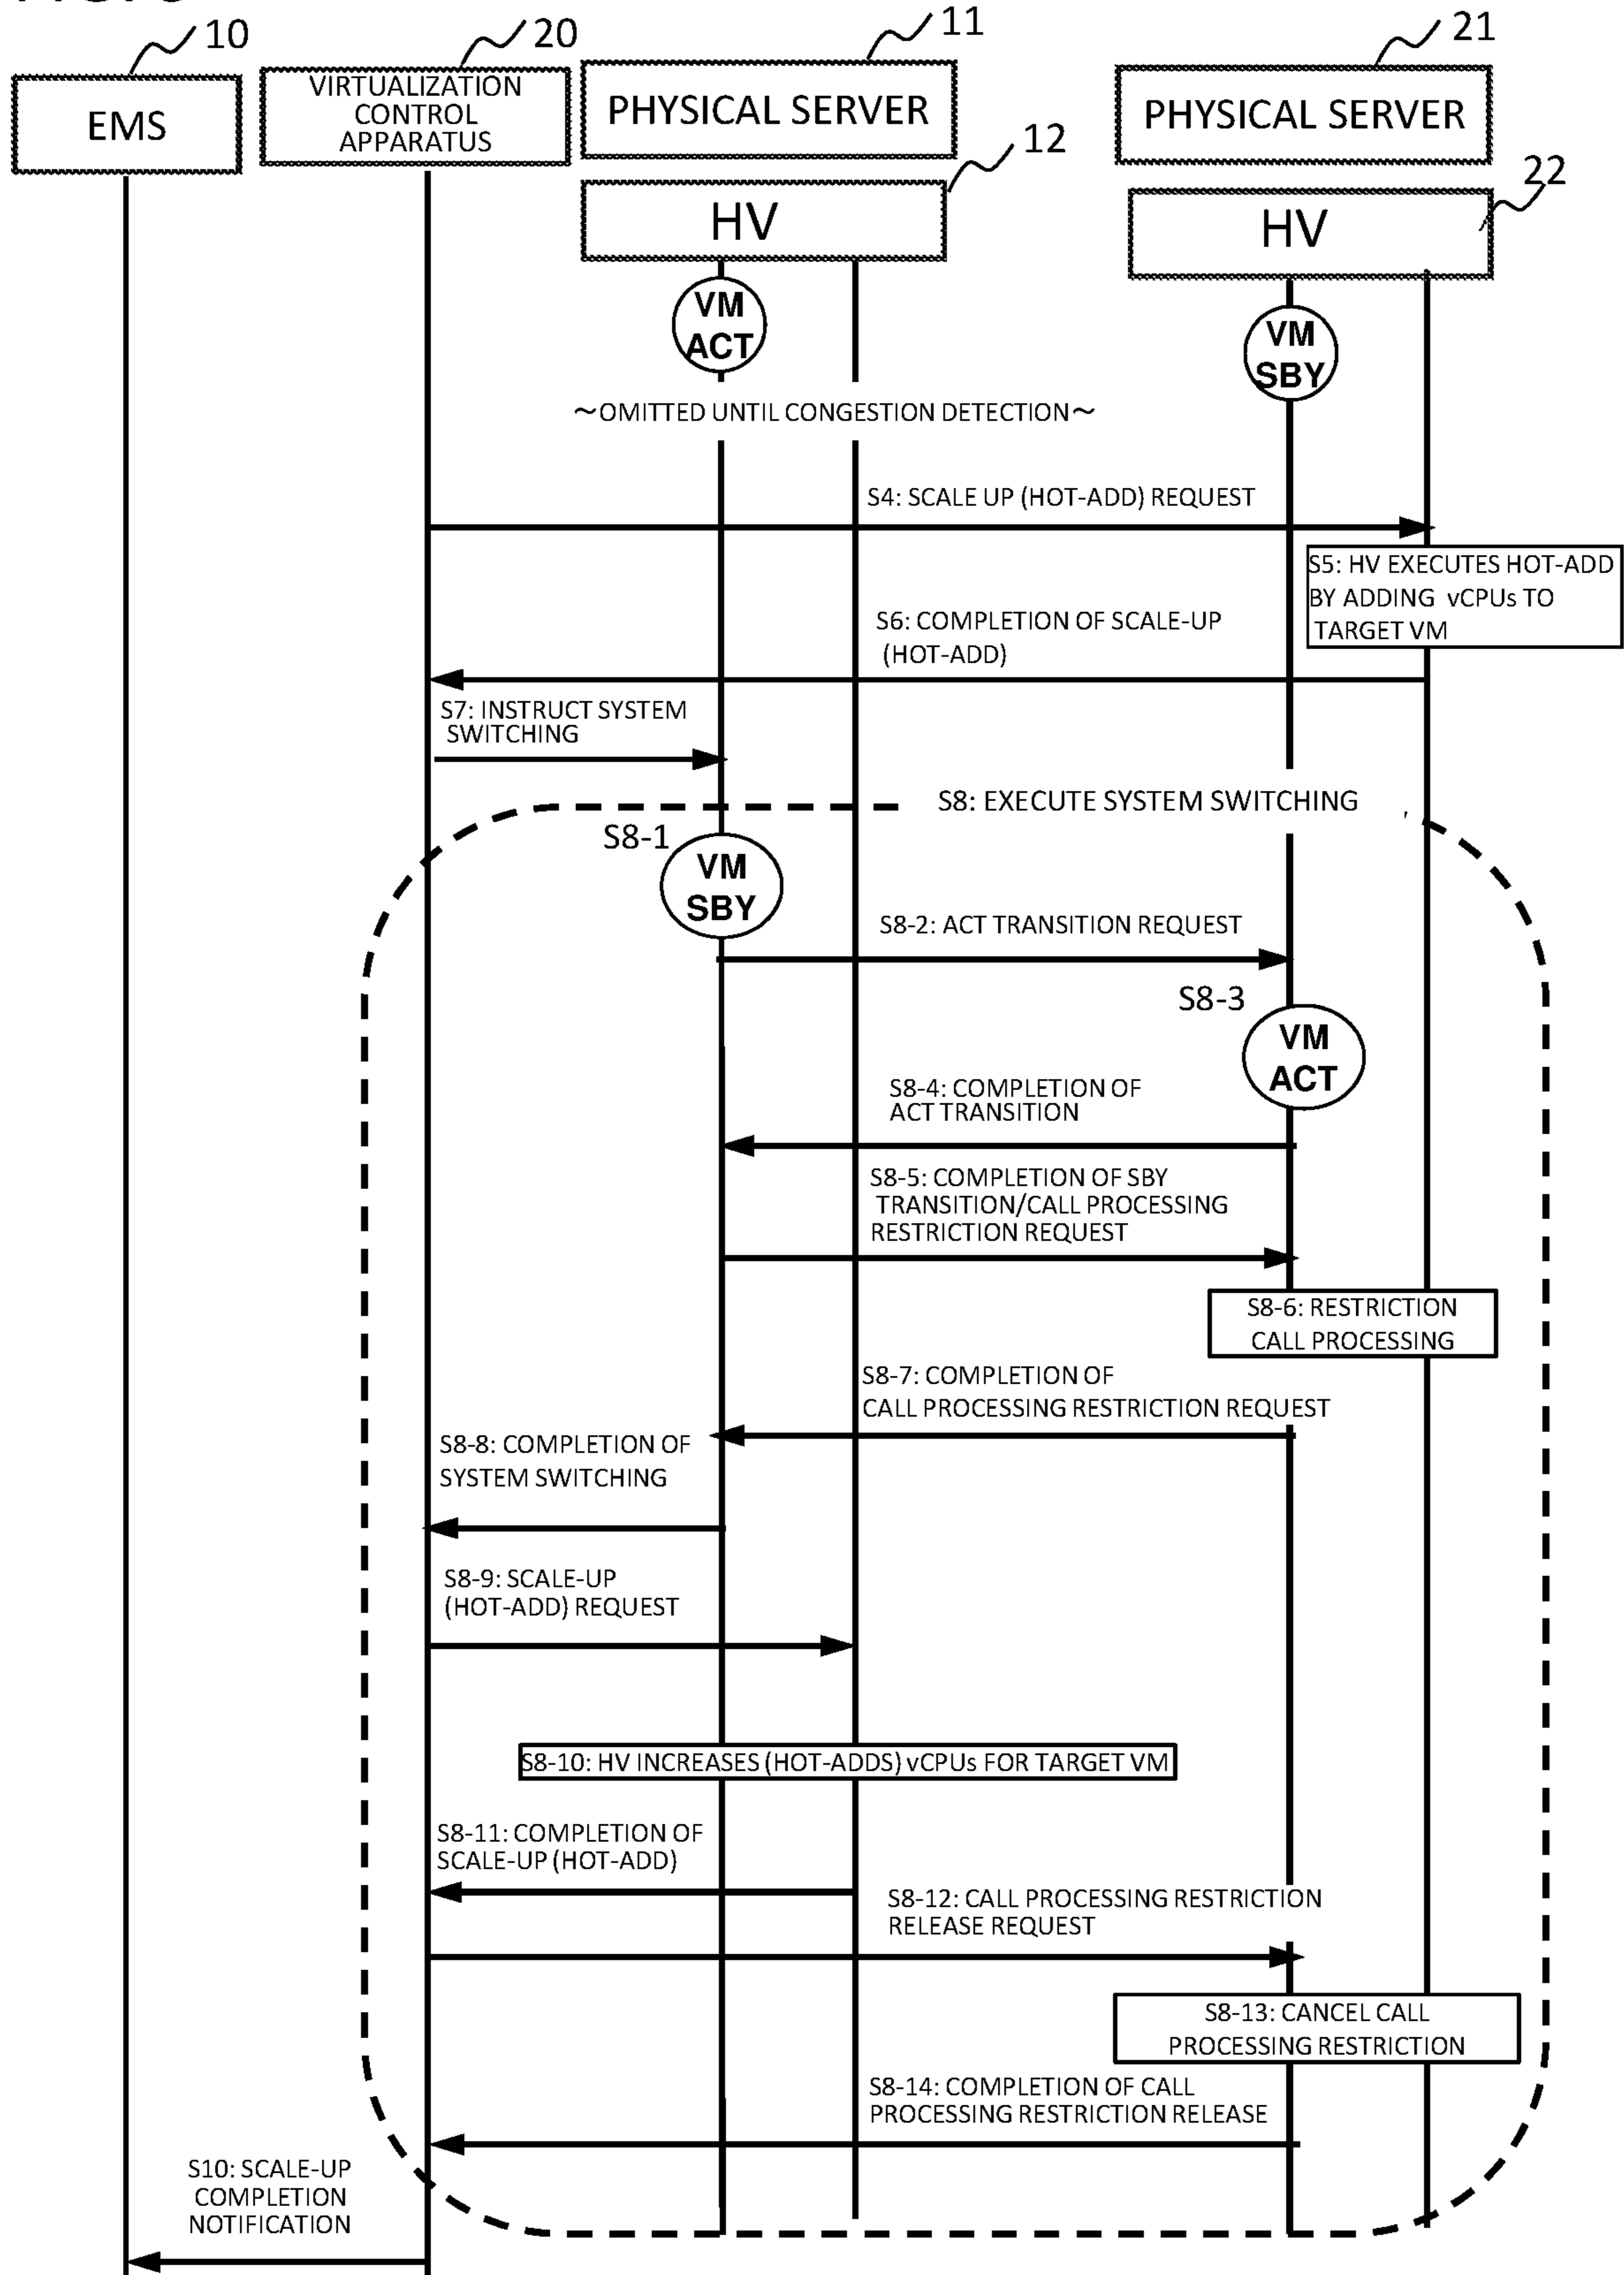 10
20
11
21
EMS
VIRTUALIZATION
CONTROL
APPARATUS
PHYSICAL SERVER
PHYSICAL SERVER
12
22
HV
HV
VM
ACT
VM
SBY
~OMITTED UNTIL CONGESTION DETECTION~
S4: SCALE UP (HOT-ADD) REQUEST
S5: HV EXECUTES HOT-ADD
BY ADDING vCPUs TO
TARGET VM
S6: COMPLETION OF SCALE-UP
(HOT-ADD)
S7: INSTRUCT SYSTEM
SWITCHING
S8: EXECUTE SYSTEM SWITCHING
S8-1
VM
SBY
S8-2: ACT TRANSITION REQUEST
S8-3
VM
ACT
S8-4: COMPLETION OF
ACT TRANSITION
S8-5: COMPLETION OF SBY
TRANSITION/CALL PROCESSING
RESTRICTION REQUEST
S8-6: RESTRICTION
CALL PROCESSING
S8-7: COMPLETION OF
CALL PROCESSING RESTRICTION REQUEST
S8-8: COMPLETION OF
SYSTEM SWITCHING
S8-9: SCALE-UP
(HOT-ADD) REQUEST
S8-10: HV INCREASES (HOT-ADDS) vCPUs FOR TARGET VM
S8-11: COMPLETION OF
SCALE-UP (HOT-ADD)
S8-12: CALL PROCESSING RESTRICTION
RELEASE REQUEST
S8-13: CANCEL CALL
PROCESSING RESTRICTION
S8-14: COMPLETION OF CALL
PROCESSING RESTRICTION RELEASE
S10: SCALE-UP
COMPLETION
NOTIFICATION